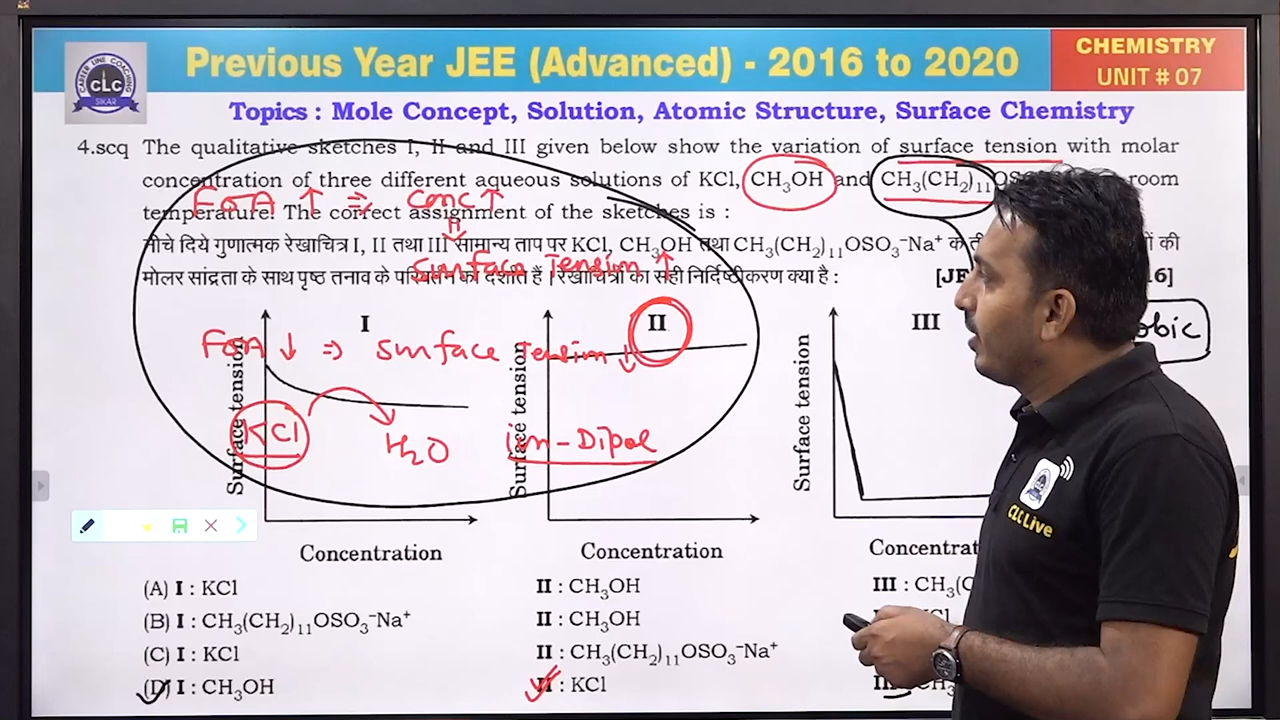 Previous Year JEE (Advanced) - 2016 to 2020
CHEMISTRY
UNIT # 07
CLC
SIKAR
Topics : Mole Concept, Solution, Atomic Structure, Surface Chemistry
4.scq The qualitative sketches I, II and III given below show the variation of surface tension with molar
concentration of three different aqueous solutions of KCl, CH₃OH and CH₃(CH₂)₁₁ room
temperature. The correct assignment of the sketches is :
FOA ↑ ⇒ Conc ↑
नीचे दिये गुणात्मक रेखाचित्र I, II तथा III सामान्य ताप पर KCl, CH₃OH तथा CH₃(CH₂)₁₁OSO₃⁻Na⁺ के की
मोलर सांद्रता के साथ पृष्ठ तनाव के परिवर्तन को दर्शाते हैं। रेखाचित्रों का सही निर्दिष्टीकरण क्या है :
Surface Tension ↑
I
II
III
FOA ↓ ⇒ Surface Tension ↓
KCl
H₂O
ion-Dipol
Surface tension
Surface tension
Surface tension
Concentration
Concentration
(A) I : KCl II : CH₃OH III :
(B) I : CH₃(CH₂)₁₁OSO₃⁻Na⁺ II : CH₃OH
(C) I : KCl II : CH₃(CH₂)₁₁OSO₃⁻Na⁺
(D) I : CH₃OH II : KCl
CLC Live